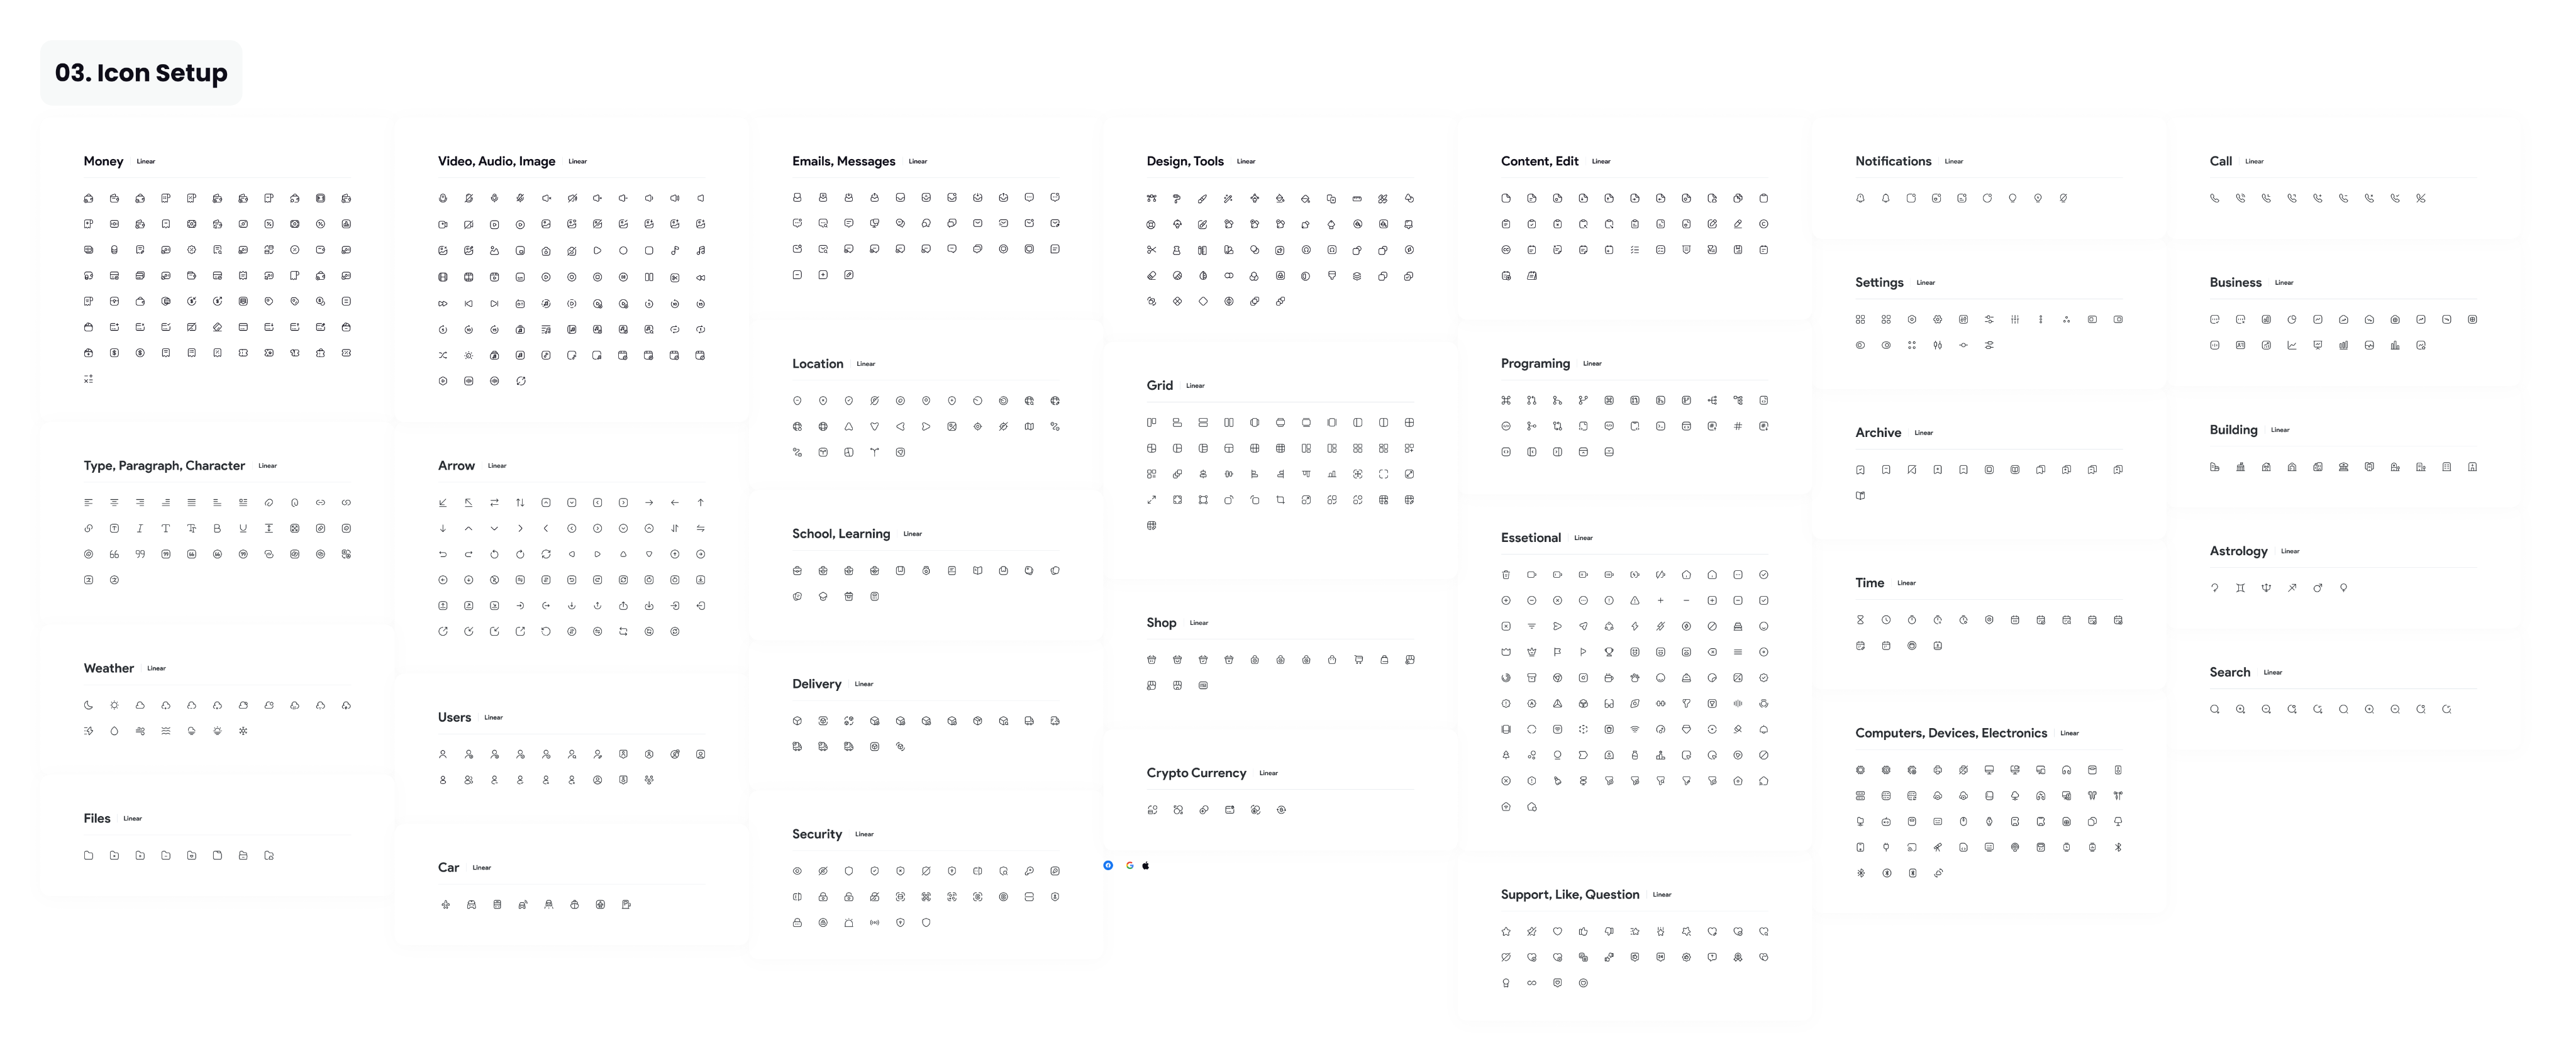 03. Icon Setup
Money Linear
Type, Paragraph, Character Linear
Weather Linear
Files Linear
Video, Audio, Image Linear
Arrow Linear
Users Linear
Car Linear
Emails, Messages Linear
Location Linear
School, Learning Linear
Delivery Linear
Security Linear
Design, Tools Linear
Grid Linear
Shop Linear
Crypto Currency Linear
Content, Edit Linear
Programing Linear
Essetional Linear
Support, Like, Question Linear
Notifications Linear
Settings Linear
Archive Linear
Time Linear
Computers, Devices, Electronics Linear
Call Linear
Business Linear
Building Linear
Astrology Linear
Search Linear